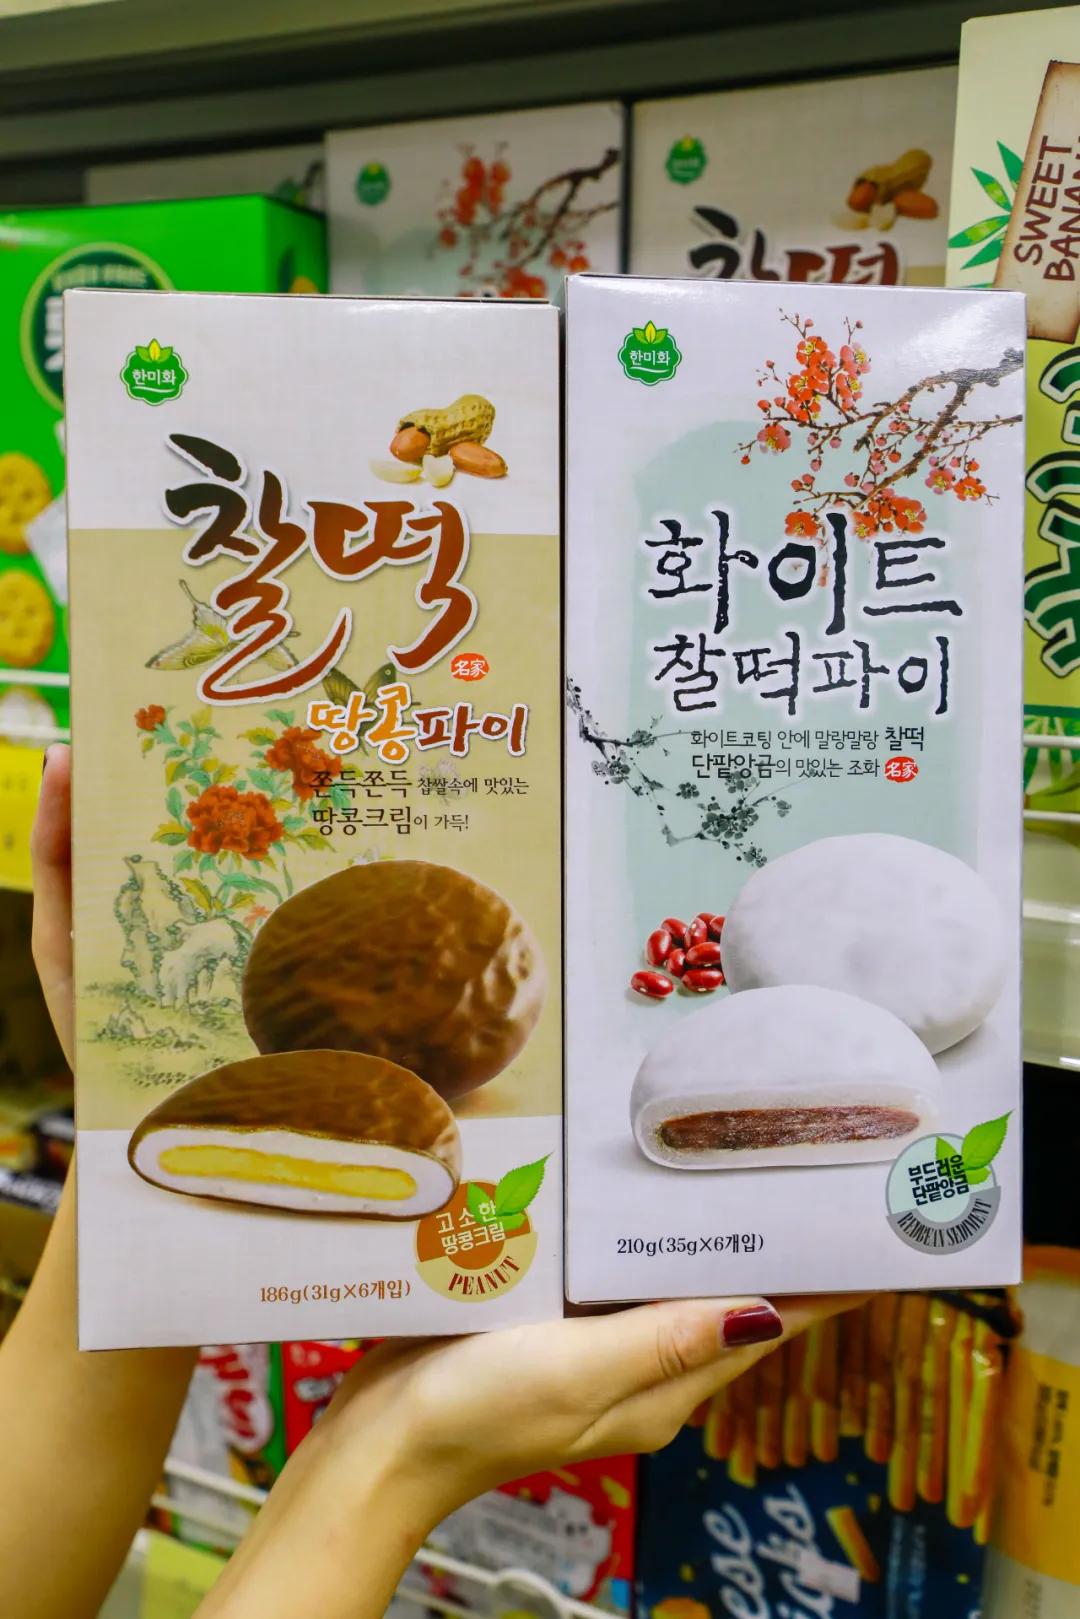 한미화
찰떡
名家
땅콩파이
쫀득쫀득 찹쌀속에 맛있는
땅콩크림이 가득!
고소한
땅콩크림
PEANUT
186g(31g×6개입)
한미화
화이트
찰떡파이
화이트코팅 안에 말랑말랑 찰떡
단팥앙금의 맛있는 조화 名家
부드러운
단팥앙금
REDBEAN SEDIMENT
210g(35g×6개입)
찰떡
SWEET